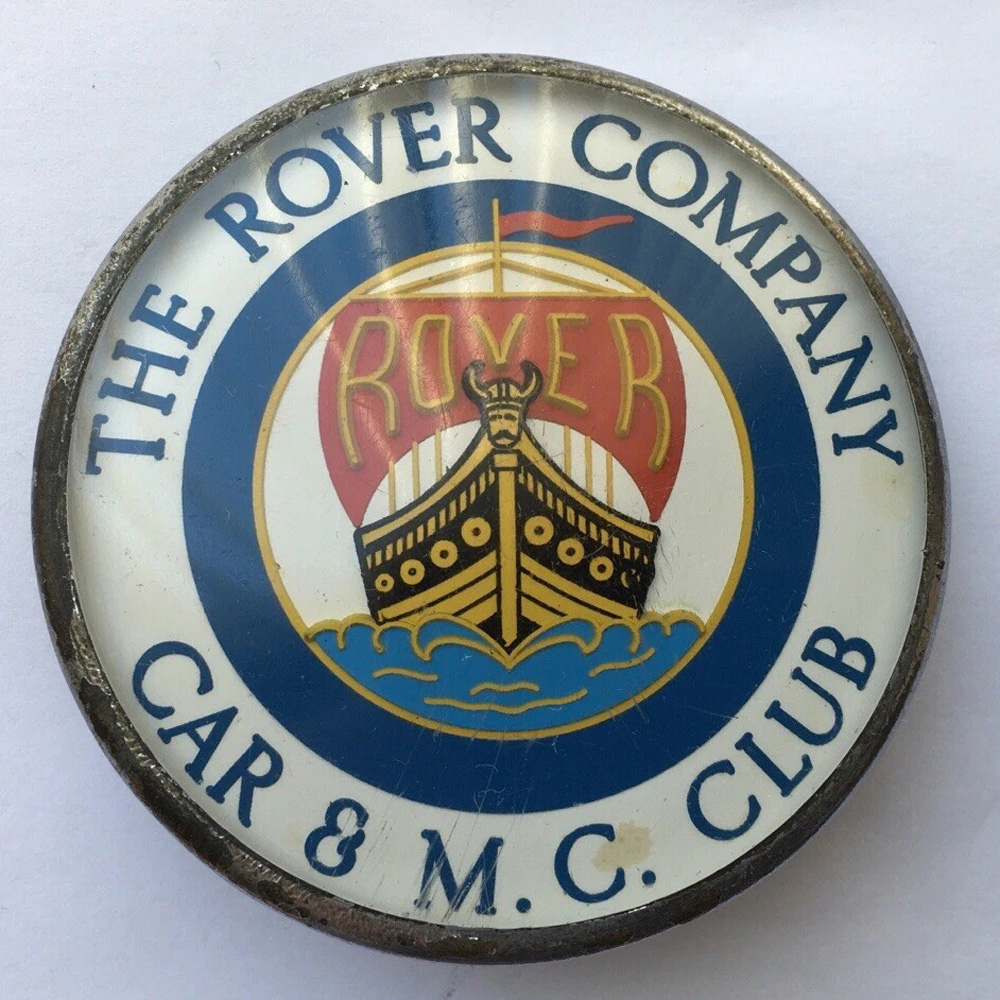 THE ROVER COMPANY
ROVER
CAR & M. C. CLUB